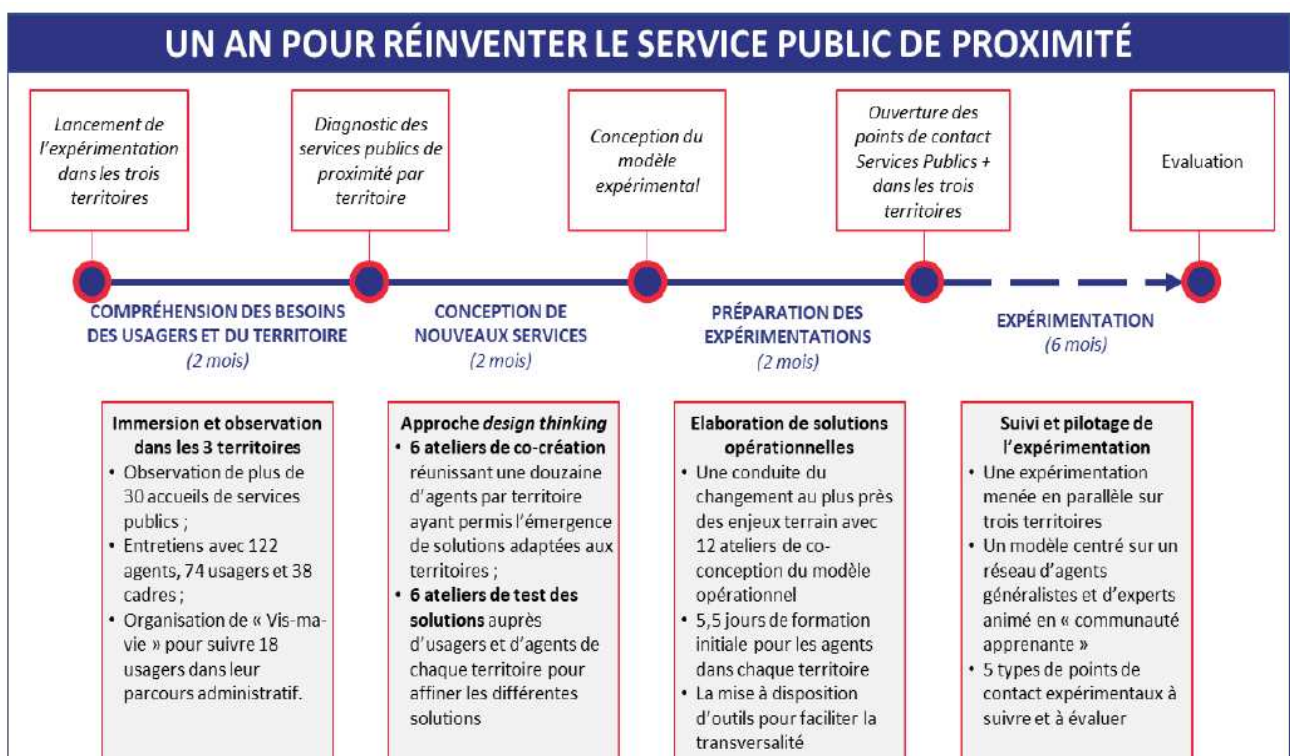 UN AN POUR RÉINVENTER LE SERVICE PUBLIC DE PROXIMITÉ
Lancement de
l'expérimentation
dans les trois
territoires
Diagnostic des
services publics de
proximité par
territoire
Conception du
modèle
expérimental
Ouverture des
points de contact
Services Publics +
dans les trois
territoires
Evaluation
COMPRÉHENSION DES BESOINS
DES USAGERS ET DU TERRITOIRE
(2 mois)
CONCEPTION DE
NOUVEAUX SERVICES
(2 mois)
PRÉPARATION DES
EXPÉRIMENTATIONS
(2 mois)
EXPÉRIMENTATION
(6 mois)
Immersion et observation
dans les 3 territoires
• Observation de plus de
30 accueils de services
publics ;
• Entretiens avec 122
agents, 74 usagers et 38
cadres ;
• Organisation de « Vis-ma-
vie » pour suivre 18
usagers dans leur
parcours administratif.
Approche design thinking
• 6 ateliers de co-création
réunissant une douzaine
d'agents par territoire
ayant permis l'émergence
de solutions adaptées aux
territoires ;
• 6 ateliers de test des
solutions auprès
d'usagers et d'agents de
chaque territoire pour
affiner les différentes
solutions
Elaboration de solutions
opérationnelles
• Une conduite du
changement au plus près
des enjeux terrain avec
12 ateliers de co-
conception du modèle
opérationnel
• 5,5 jours de formation
initiale pour les agents
dans chaque territoire
• La mise à disposition
d'outils pour faciliter la
transversalité
Suivi et pilotage de
l'expérimentation
• Une expérimentation
menée en parallèle sur
trois territoires
• Un modèle centré sur un
réseau d'agents
généralistes et d'experts
animé en « communauté
apprenante »
• 5 types de points de
contact expérimentaux à
suivre et à évaluer